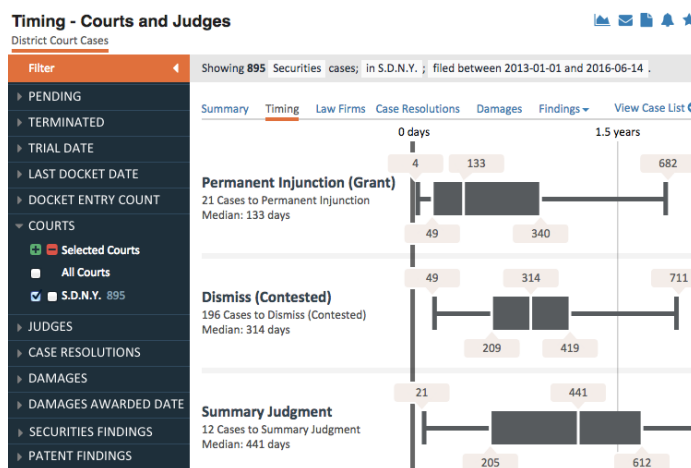 Timing - Courts and Judges
District Court Cases
Filter
Showing 895 Securities cases; in S.D.N.Y. ; filed between 2013-01-01 and 2016-06-14 .
PENDING
TERMINATED
TRIAL DATE
LAST DOCKET DATE
DOCKET ENTRY COUNT
COURTS
Selected Courts
All Courts
S.D.N.Y. 895
JUDGES
CASE RESOLUTIONS
DAMAGES
DAMAGES AWARDED DATE
SECURITIES FINDINGS
PATENT FINDINGS
Summary Timing Law Firms Case Resolutions Damages Findings View Case List
0 days 1.5 years
4 133 682
Permanent Injunction (Grant)
21 Cases to Permanent Injunction
Median: 133 days
49 340
49 314 711
Dismiss (Contested)
196 Cases to Dismiss (Contested)
Median: 314 days
209 419
21 441
Summary Judgment
12 Cases to Summary Judgment
Median: 441 days
205 612